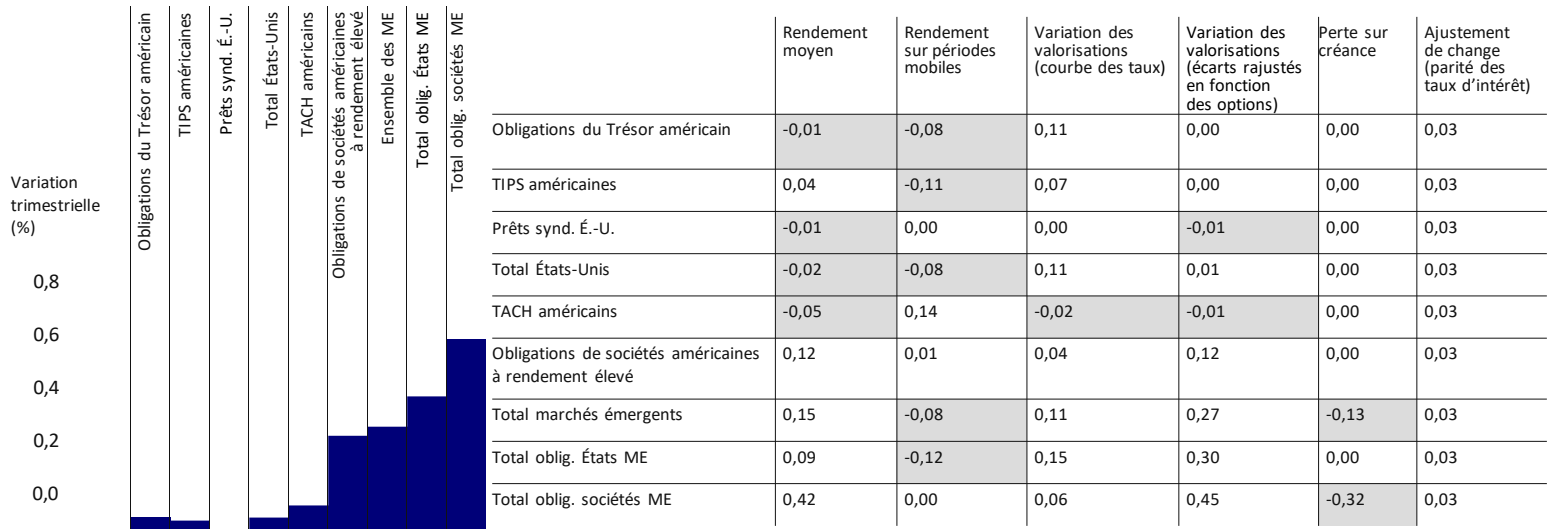 Obligations du Trésor américain
TIPS américaines
Prêts synd. É.-U.
Total États-Unis
TACH américains
Obligations de sociétés américaines
à rendement élevé
Ensemble des ME
Total oblig. États ME
Total oblig. sociétés ME
Variation
trimestrielle
(%)
0,8
0,6
0,4
0,2
0,0
Rendement
moyen
Rendement
sur périodes
mobiles
Variation des
valorisations
(courbe des taux)
Variation des
valorisations
(écarts rajustés
en fonction
des options)
Perte sur
créance
Ajustement
de change
(parité des
taux d'intérêt)
Obligations du Trésor américain -0,01 -0,08 0,11 0,00 0,00 0,03
TIPS américaines 0,04 -0,11 0,07 0,00 0,00 0,03
Prêts synd. É.-U. -0,01 0,00 0,00 -0,01 0,00 0,03
Total États-Unis -0,02 -0,08 0,11 0,01 0,00 0,03
TACH américains -0,05 0,14 -0,02 -0,01 0,00 0,03
Obligations de sociétés américaines 0,12 0,01 0,04 0,12 0,00 0,03
à rendement élevé
Total marchés émergents 0,15 -0,08 0,11 0,27 -0,13 0,03
Total oblig. États ME 0,09 -0,12 0,15 0,30 0,00 0,03
Total oblig. sociétés ME 0,42 0,00 0,06 0,45 -0,32 0,03